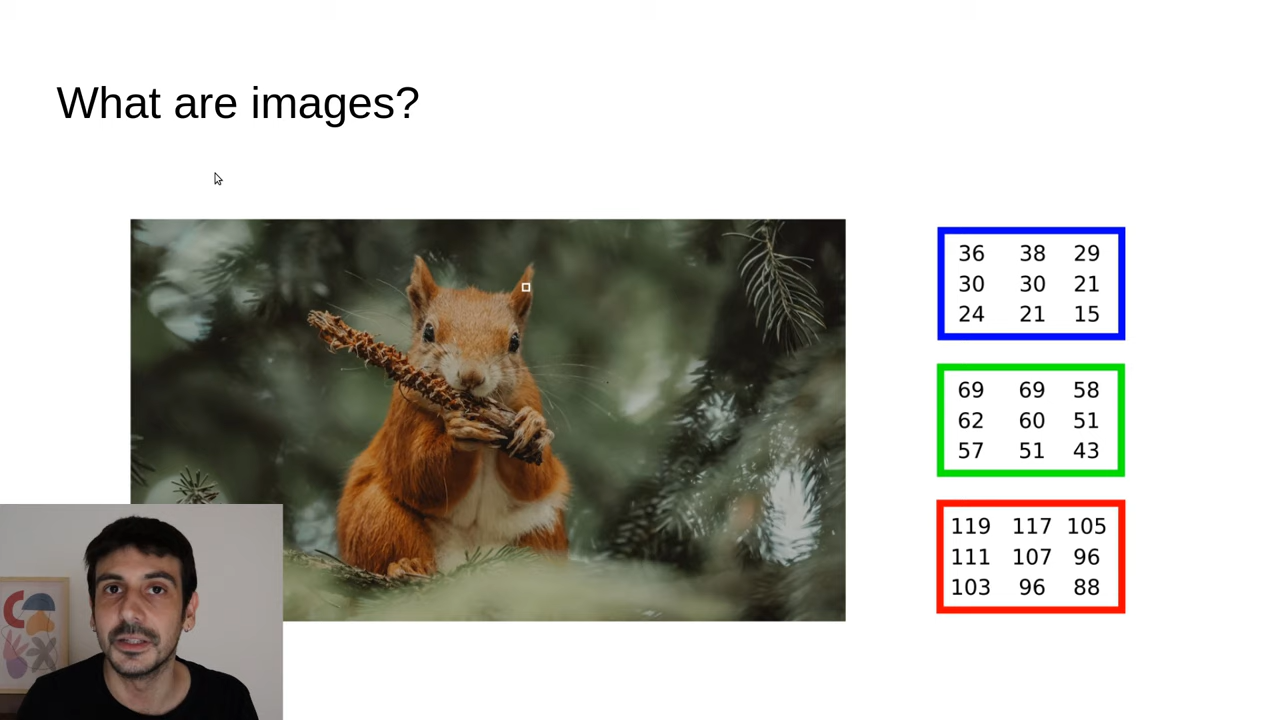 What are images?
36 38 29
30 30 21
24 21 15
69 69 58
62 60 51
57 51 43
119 117 105
111 107 96
103 96 88